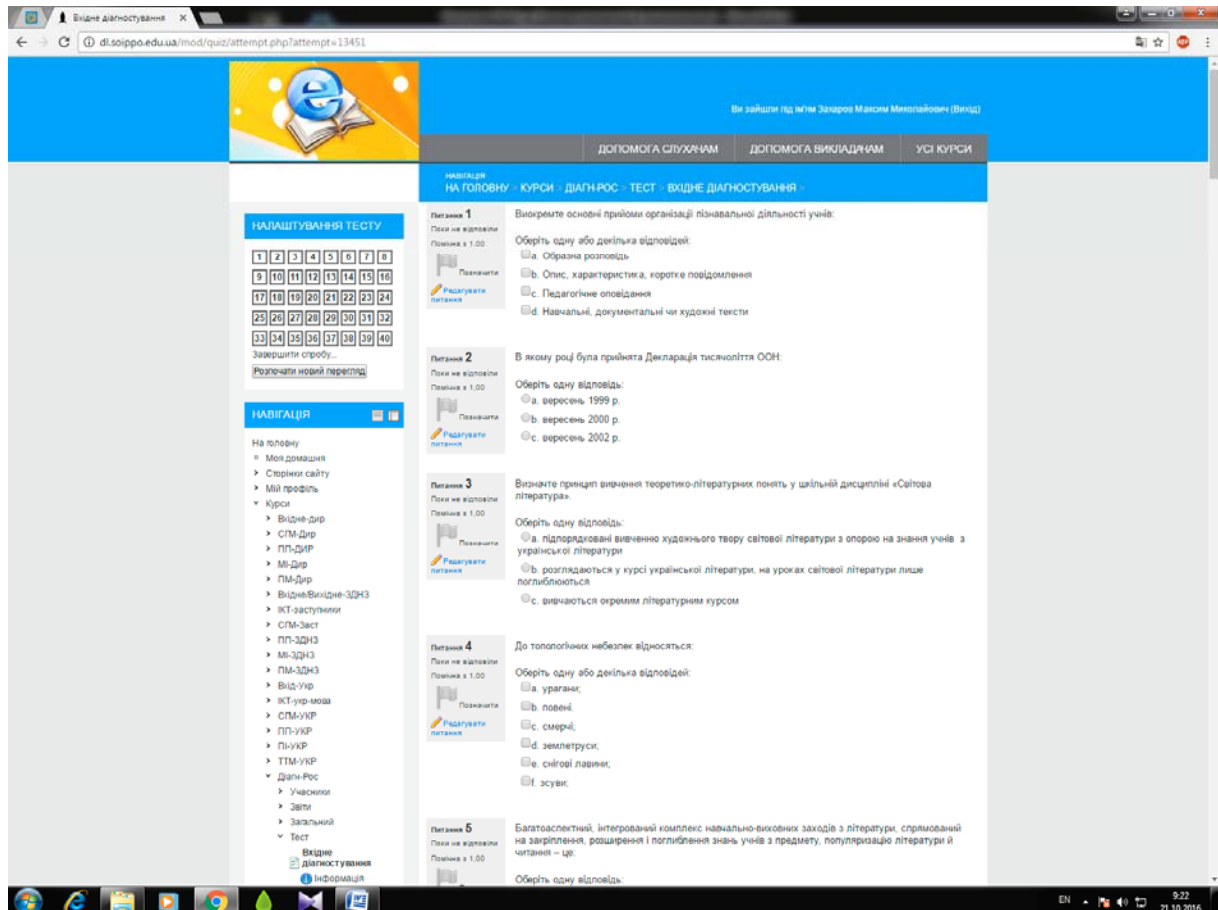 Вхідне діагностування
dl.soippo.edu.ua/mod/quiz/attempt.php?attempt=13451
Ви зайшли під ім'ям Захаров Максим Миколайович (Вихід)
ДОПОМОГА СЛУХАЧАМ ДОПОМОГА ВИКЛАДАЧАМ УСІ КУРСИ
НАВІГАЦІЯ
НА ГОЛОВНУ КУРСИ ДІАГН-РОС ТЕСТ ВХІДНЕ ДІАГНОСТУВАННЯ
НАЛАШТУВАННЯ ТЕСТУ
1 2 3 4 5 6 7 8
9 10 11 12 13 14 15 16
17 18 19 20 21 22 23 24
25 26 27 28 29 30 31 32
33 34 35 36 37 38 39 40
Завершити спробу...
Розпочати новий перегляд
НАВІГАЦІЯ
На головну
Моя домашня
Сторінки сайту
Мій профіль
Курси
Вхідне-дир
СГМ-Дир
ПП-ДИР
МІ-Дир
ПМ-Дир
Вхідне/Вихідне-ЗДНЗ
ІКТ-заступники
СГМ-Заст
ПП-ЗДНЗ
МІ-ЗДНЗ
ПМ-ЗДНЗ
Вхід-Укр
ІКТ-укр-мова
СГМ-УКР
ПП-УКР
ПІ-УКР
ТТМ-УКР
Діагн-Рос
Учасники
Звіти
Загальний
Тест
Вхідне
діагностування
Інформація
Питання 1
Поки не відповіли
Позначити
Редагувати
питання
Виокремте основні прийоми організації пізнавальної діяльності учнів:
Оберіть одну або декілька відповідей:
a. Образна розповідь
b. Опис, характеристика, коротке повідомлення
c. Педагогічне оповідання
d. Навчальні, документальні чи художні тексти
Питання 2
Поки не відповіли
Позначити
Редагувати
питання
В якому році була прийнята Декларація тисячоліття ООН:
Оберіть одну відповідь:
a. вересень 1999 р.
b. вересень 2000 р.
c. вересень 2002 р.
Питання 3
Поки не відповіли
Позначити
Редагувати
питання
Визначте принцип вивчення теоретико-літературних понять у шкільній дисципліні «Світова
література».
Оберіть одну відповідь:
a. підпорядковані вивченню художнього твору світової літератури з опорою на знання учнів з
української літератури
b. розглядаються у курсі української літератури, на уроках світової літератури лише
поглиблюються
c. вивчаються окремим літературним курсом
Питання 4
Поки не відповіли
Позначити
Редагувати
питання
До топологічних небезпек відносяться:
Оберіть одну або декілька відповідей:
a. урагани;
b. повені.
c. смерчі;
d. землетруси;
e. снігові лавини;
f. зсуви;
Питання 5
Поки не відповіли
Багатоаспектний, інтегрований комплекс навчально-виховних заходів з літератури, спрямований
на закріплення, розширення і поглиблення знань учнів з предмету, популяризацію літератури й
читання – це:
Оберіть одну відповідь:
EN
9:22
21.10.2016